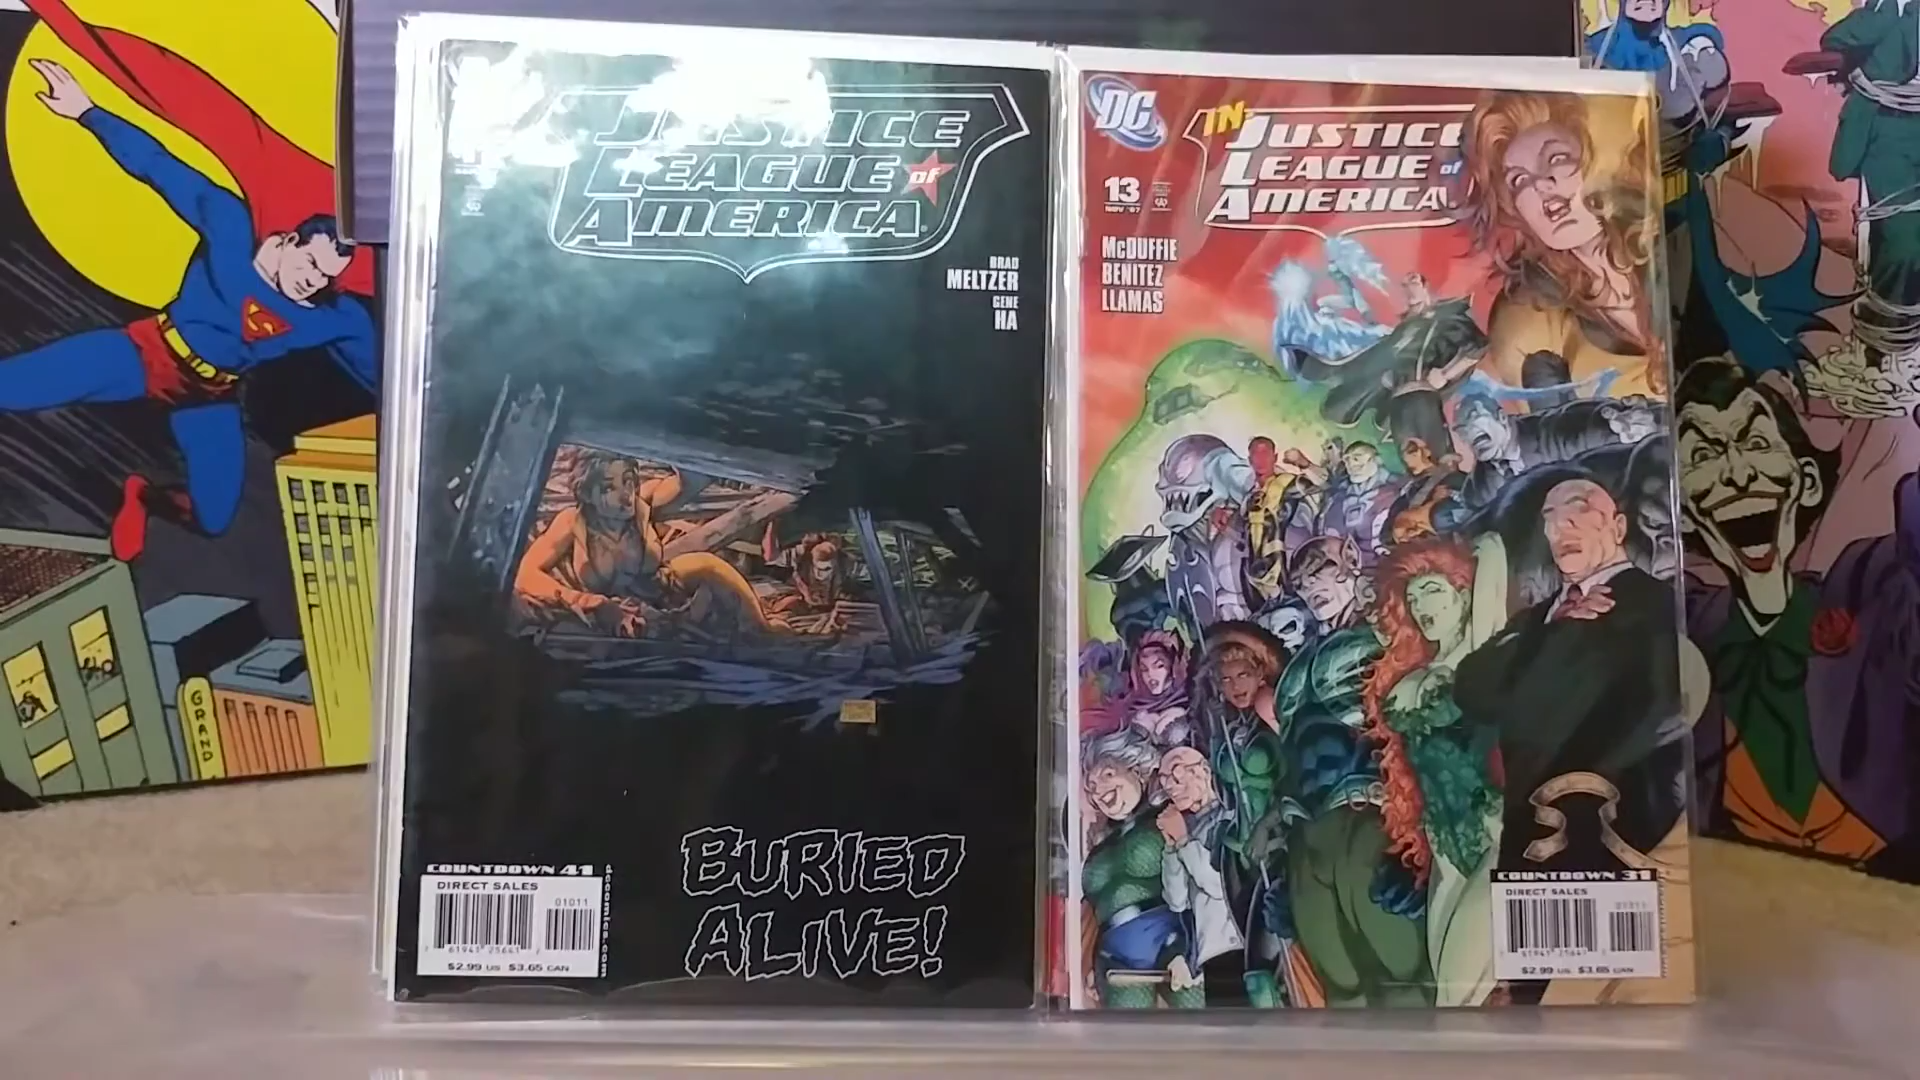 JUSTICE
LEAGUE of
AMERICA
BRAD
MELTZER
GENE
HA
BURIED
ALIVE!
COUNTDOWN 41
DIRECT SALES
01011
$2.99 US $3.65 CAN
dccomics.com
DC
IN
JUSTICE
LEAGUE of
AMERICA
13
NOV '07
McDUFFIE
BENITEZ
LLAMAS
COUNTDOWN 31
DIRECT SALES
$2.99 US $3.65 CAN
S
GRAND